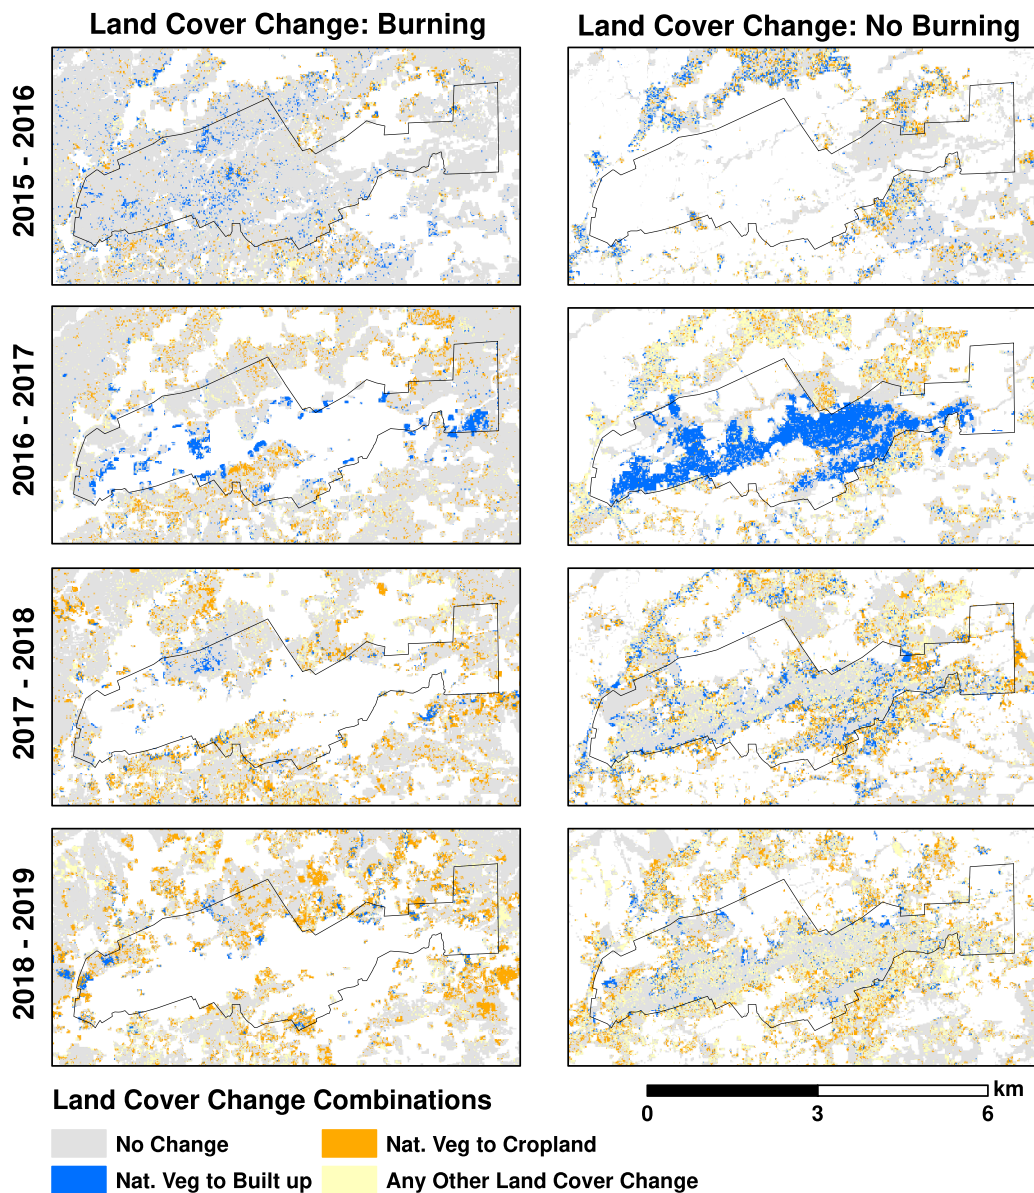 Land Cover Change: Burning
Land Cover Change: No Burning
2015 - 2016
2016 - 2017
2017 - 2018
2018 - 2019
Land Cover Change Combinations
No Change
Nat. Veg to Cropland
Nat. Veg to Built up
Any Other Land Cover Change
km
0 3 6